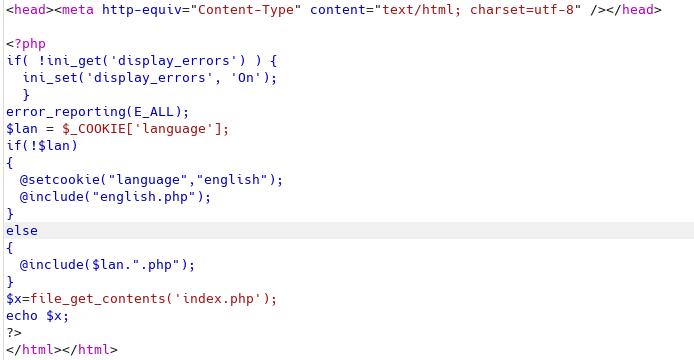 <head><meta http-equiv="Content-Type" content="text/html; charset=utf-8" /></head>
<?php
if( !ini_get('display_errors') ) {
ini_set('display_errors', 'On');
}
error_reporting(E_ALL);
$lan = $_COOKIE['language'];
if(!$lan)
{
@setcookie("language","english");
@include("english.php");
}
else
{
@include($lan.".php");
}
$x=file_get_contents('index.php');
echo $x;
?>
</html></html>